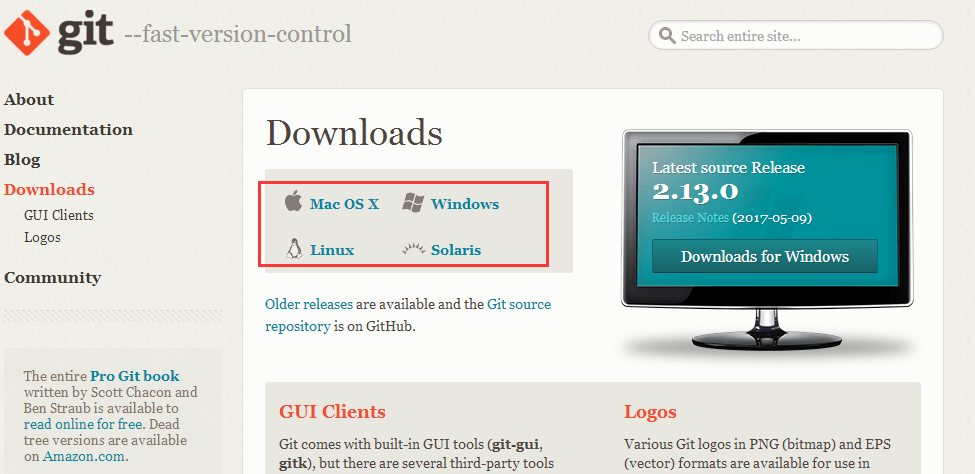 git --fast-version-control
Search entire site...
About
Documentation
Blog
Downloads
GUI Clients
Logos
Community
The entire Pro Git book
written by Scott Chacon and
Ben Straub is available to
read online for free. Dead
tree versions are available
on Amazon.com.
Downloads
Mac OS X
Windows
Linux
Solaris
Older releases are available and the Git source
repository is on GitHub.
Latest source Release
2.13.0
Release Notes (2017-05-09)
Downloads for Windows
GUI Clients
Git comes with built-in GUI tools (git-gui,
gitk), but there are several third-party tools
Logos
Various Git logos in PNG (bitmap) and EPS
(vector) formats are available for use in